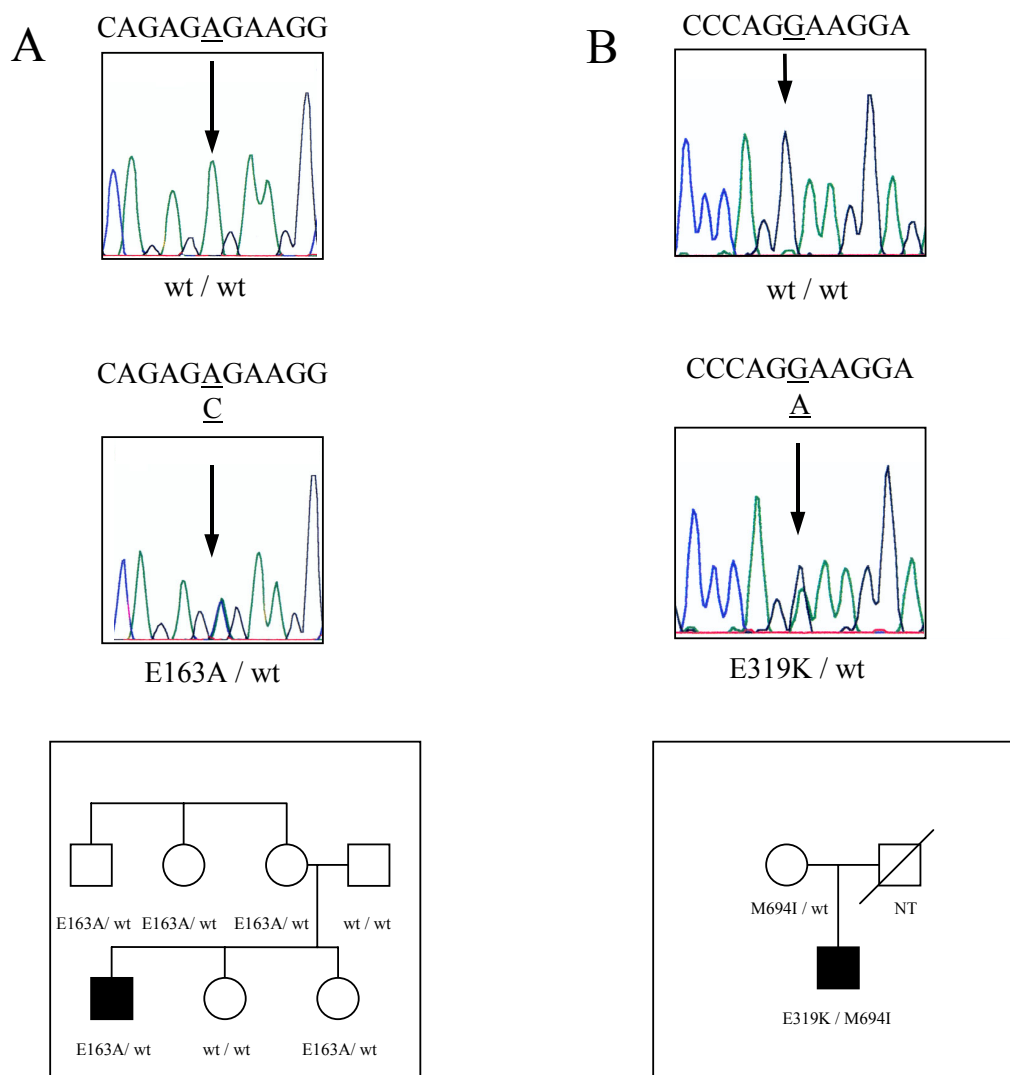 A
CAGAGAGAAGG
wt / wt
CAGAGAGAAGG
C
E163A / wt
E163A/ wt E163A/ wt E163A/ wt wt / wt
E163A/ wt wt / wt E163A/ wt
B
CCCAGGAAGGA
wt / wt
CCCAGGAAGGA
A
E319K / wt
M694I / wt NT
E319K / M694I